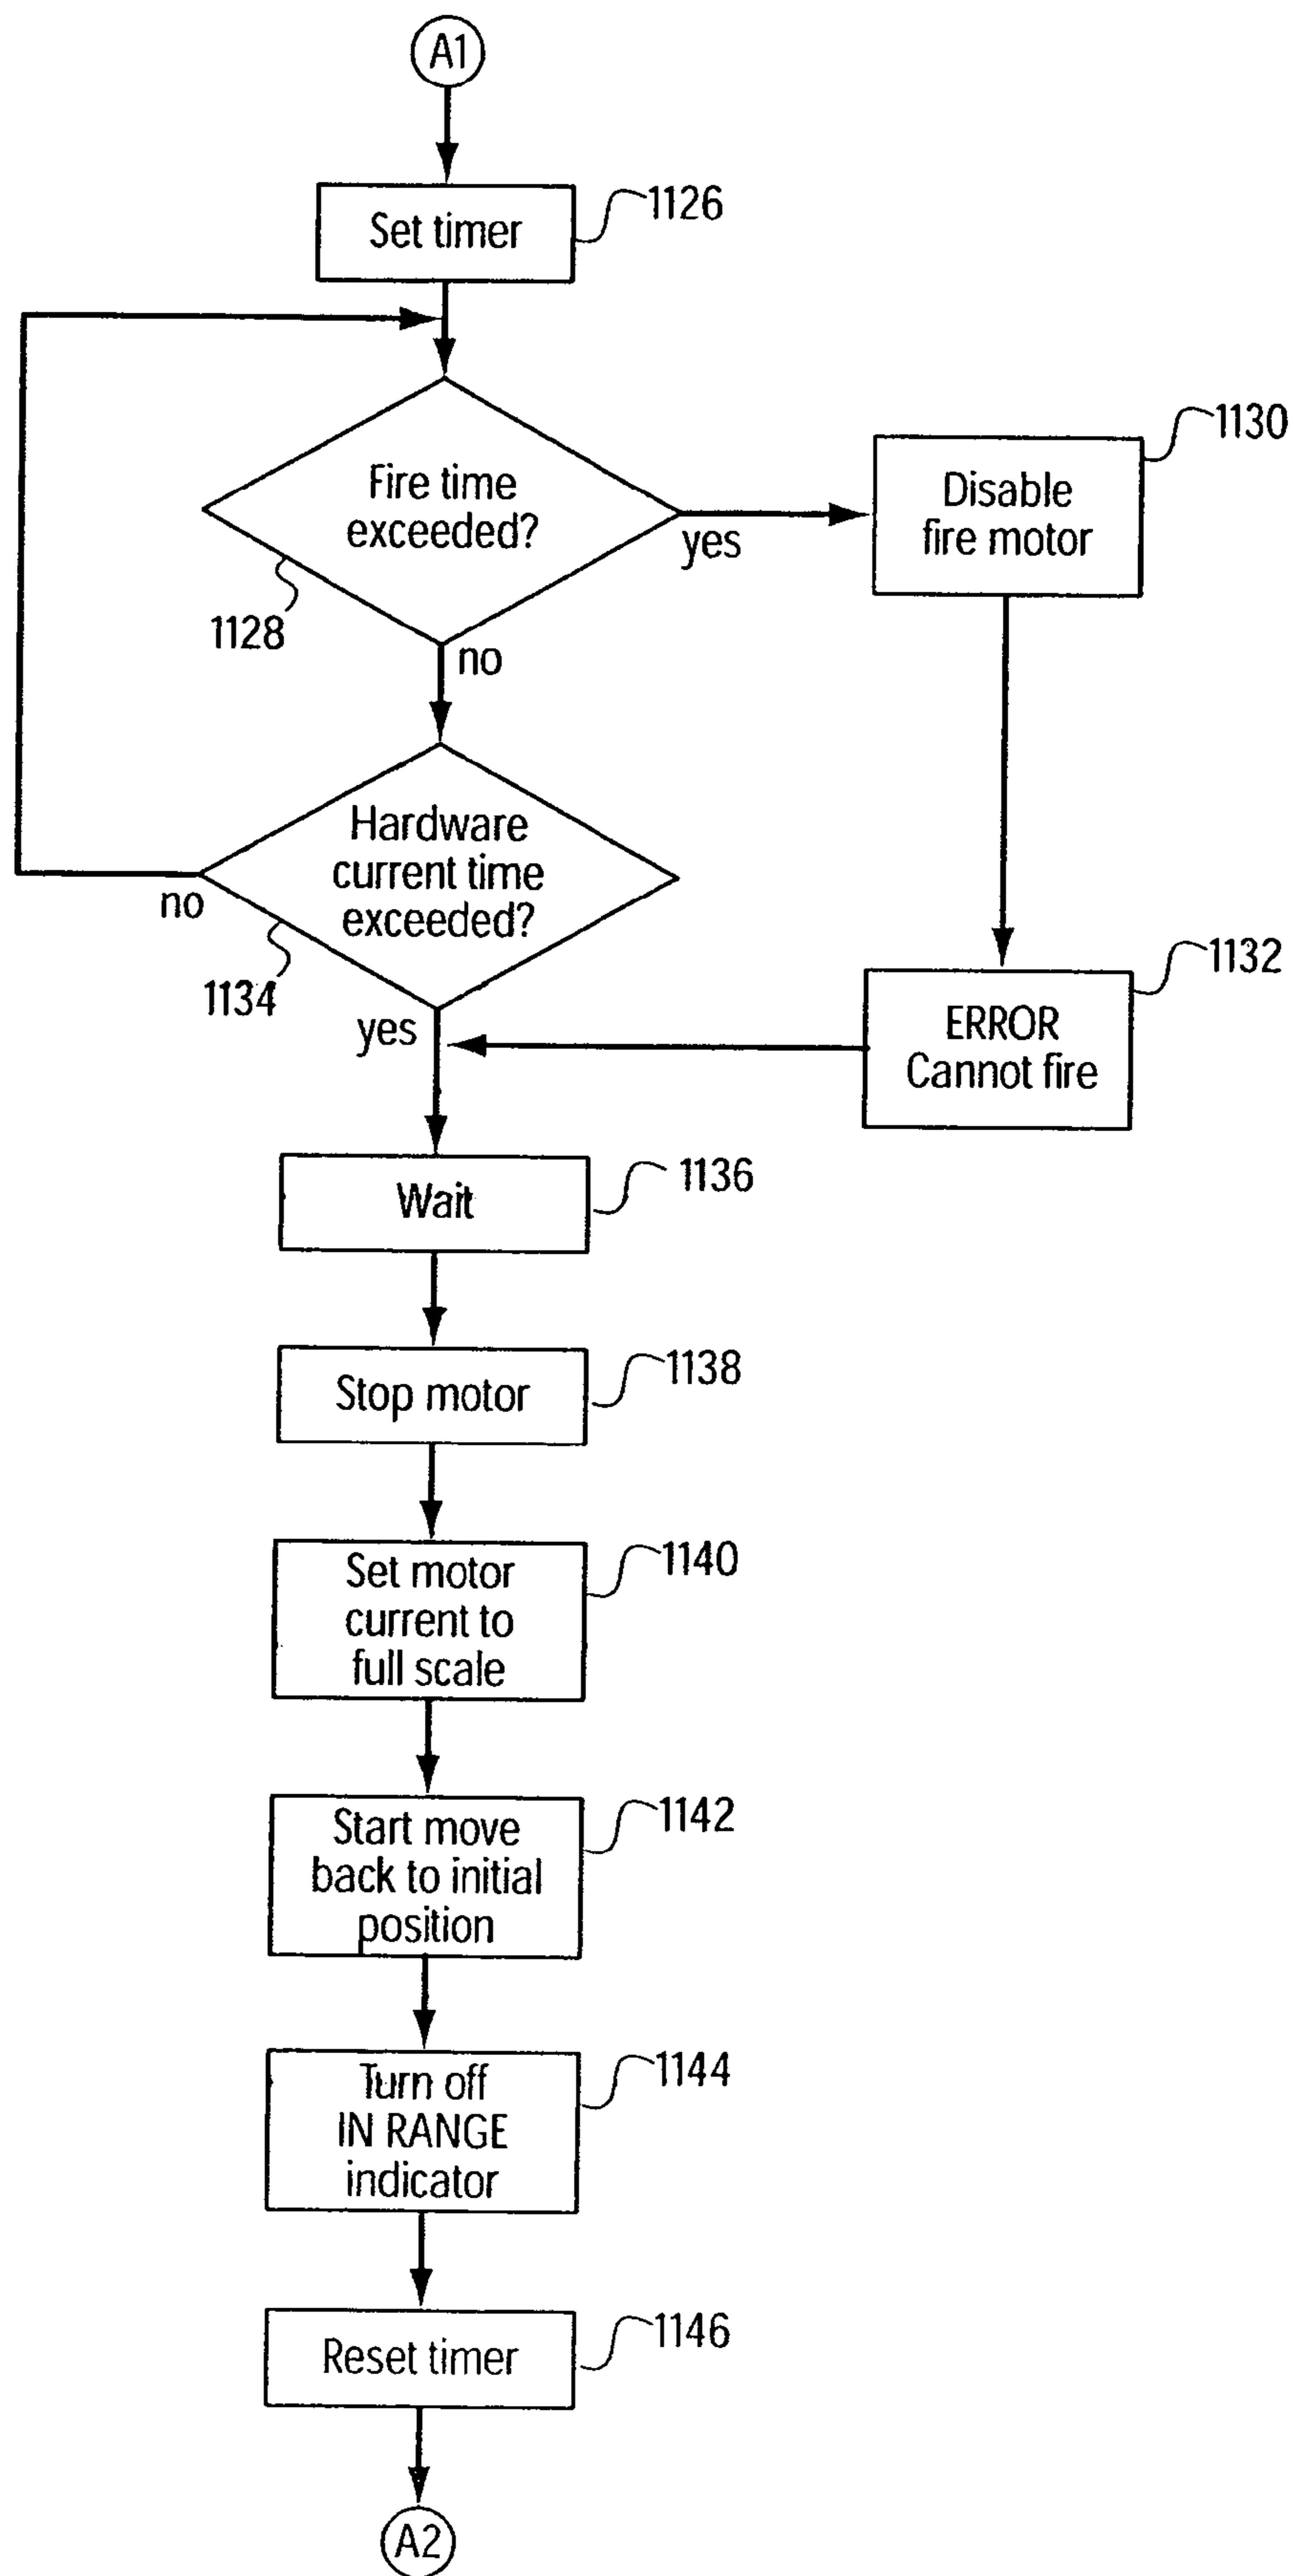 A1
Set timer
1126
Fire time
exceeded?
1128
yes
no
Disable
fire motor
1130
Hardware
current time
exceeded?
1134
no
yes
ERROR
Cannot fire
1132
Wait
1136
Stop motor
1138
Set motor
current to
full scale
1140
Start move
back to initial
position
1142
Turn off
IN RANGE
indicator
1144
Reset timer
1146
A2